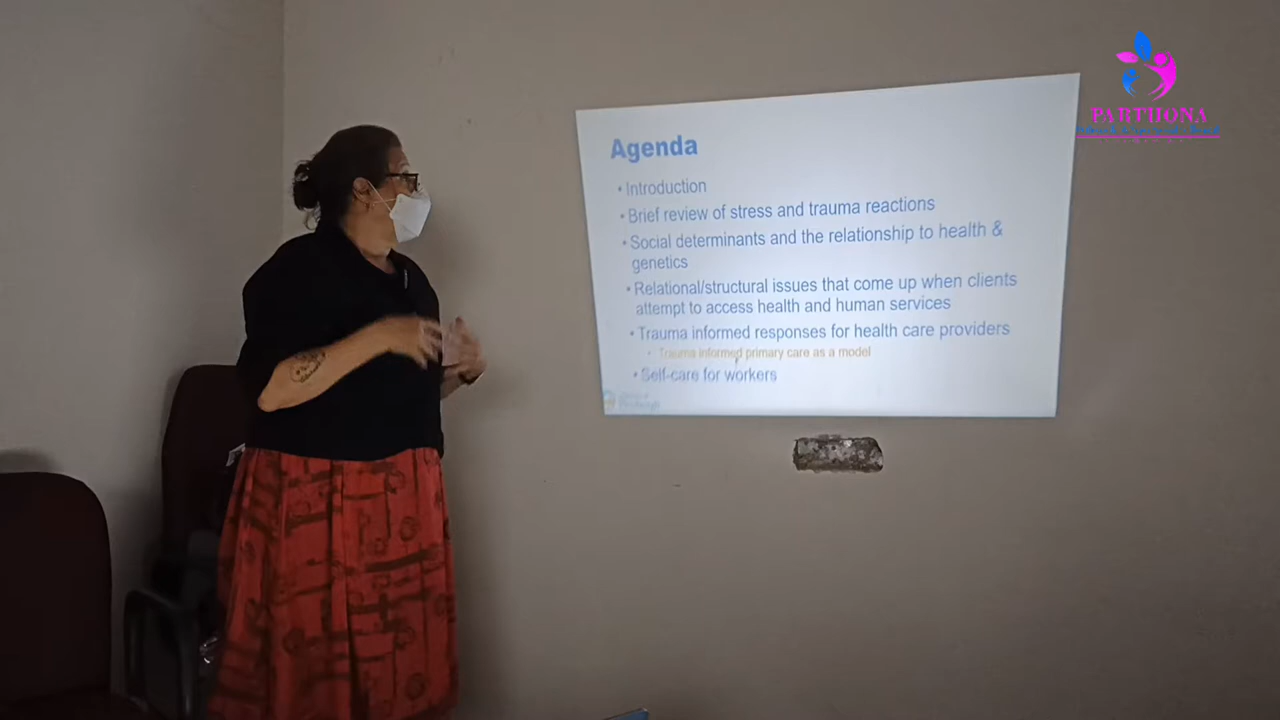 Agenda
• Introduction
• Brief review of stress and trauma reactions
• Social determinants and the relationship to health &
genetics
• Relational/structural issues that come up when clients
attempt to access health and human services
• Trauma informed responses for health care providers
• Trauma informed primary care as a model
• Self-care for workers
PARTHONA